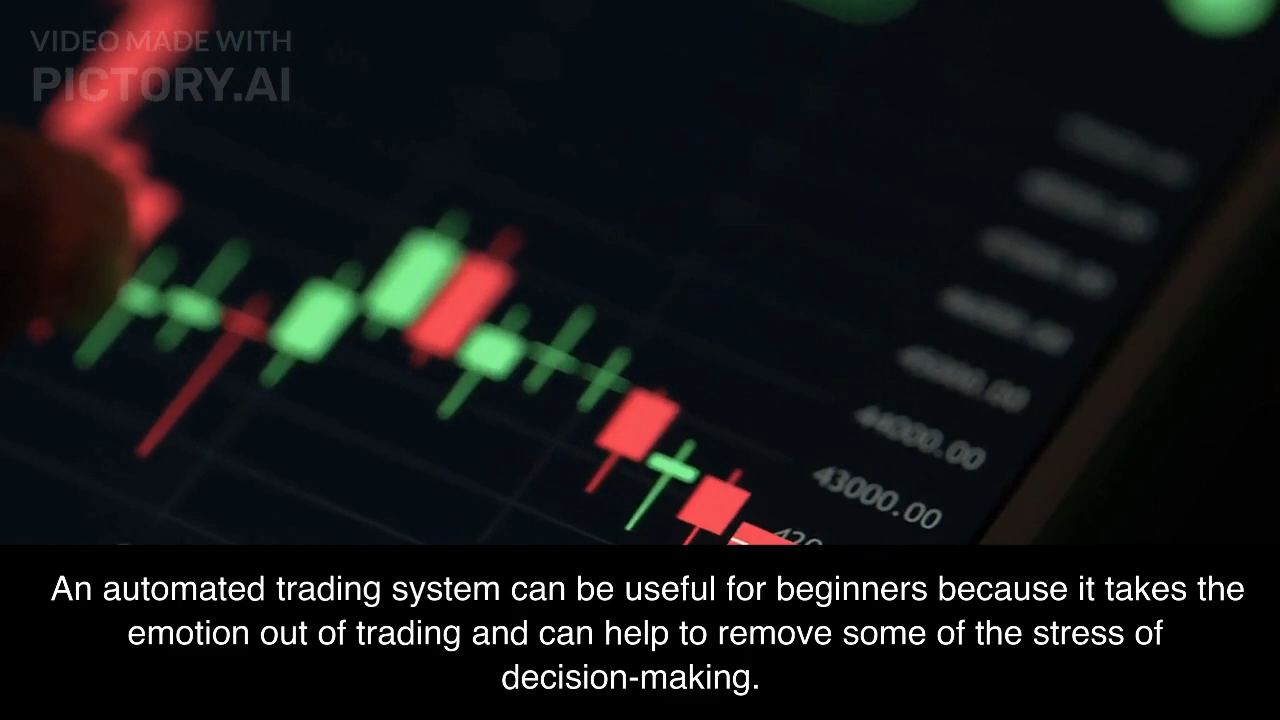 VIDEO MADE WITH
PICTORY.AI
45000.00
44000.00
43000.00
An automated trading system can be useful for beginners because it takes the
emotion out of trading and can help to remove some of the stress of
decision-making.